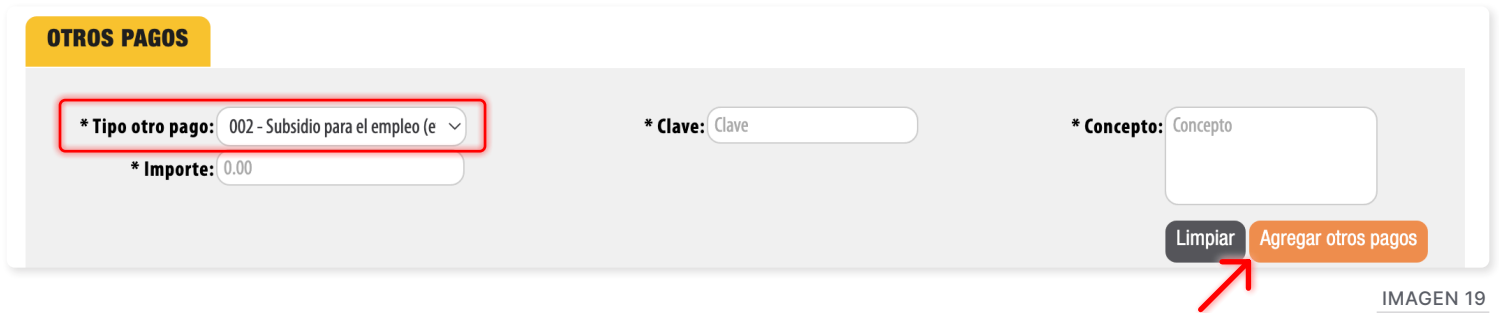 OTROS PAGOS
* Tipo otro pago: 002 - Subsidio para el empleo (e * Clave: Clave * Concepto: Concepto
* Importe: 0.00
Limpiar Agregar otros pagos
IMAGEN 19